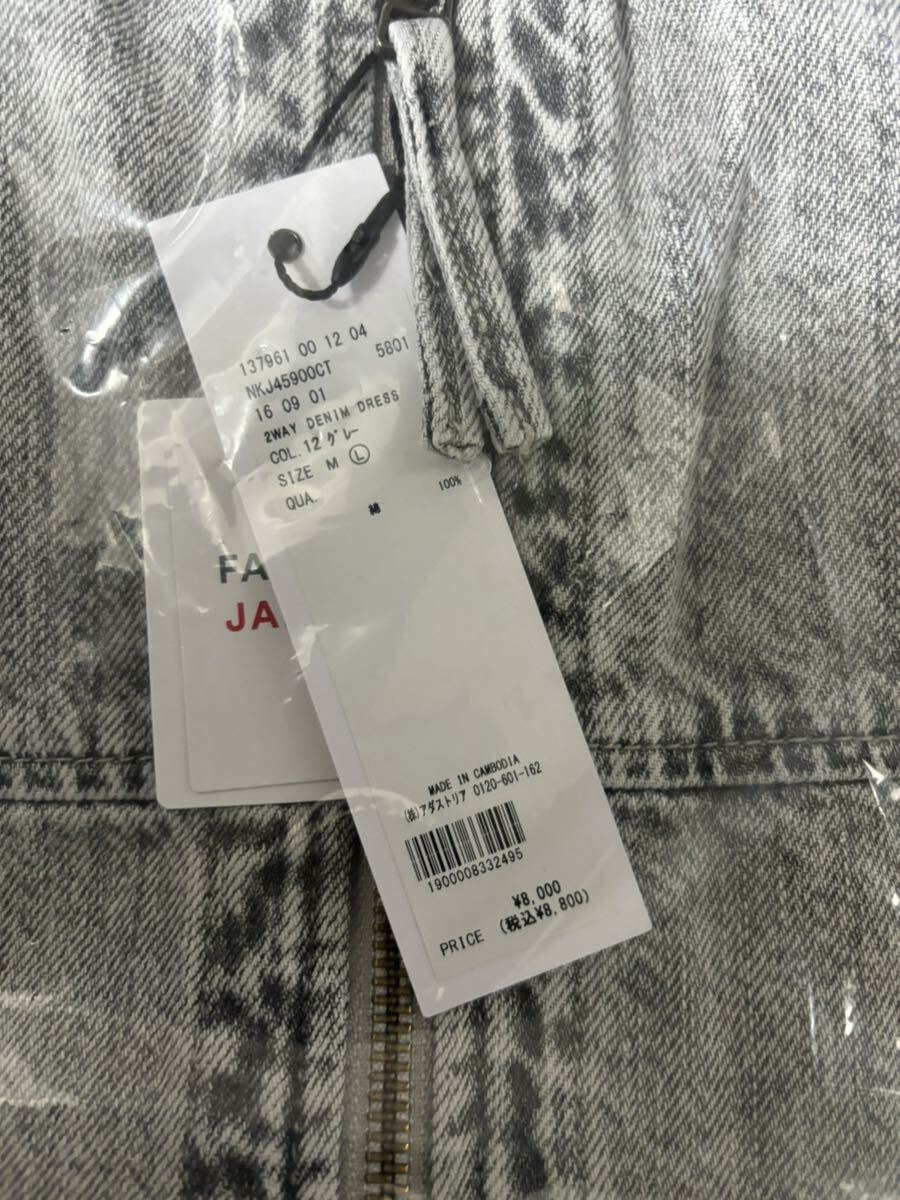 137961 00 12 04
NKJ45900CT 5801
16 09 01
2WAY DENIM DRESS
COL.12 グレー
SIZE M Ⓛ
QUA.
綿 100%
FA
JA
MADE IN CAMBODIA
(株)アダストリア 0120-601-162
1900008332495
¥8,000
PRICE (税込¥8,800)